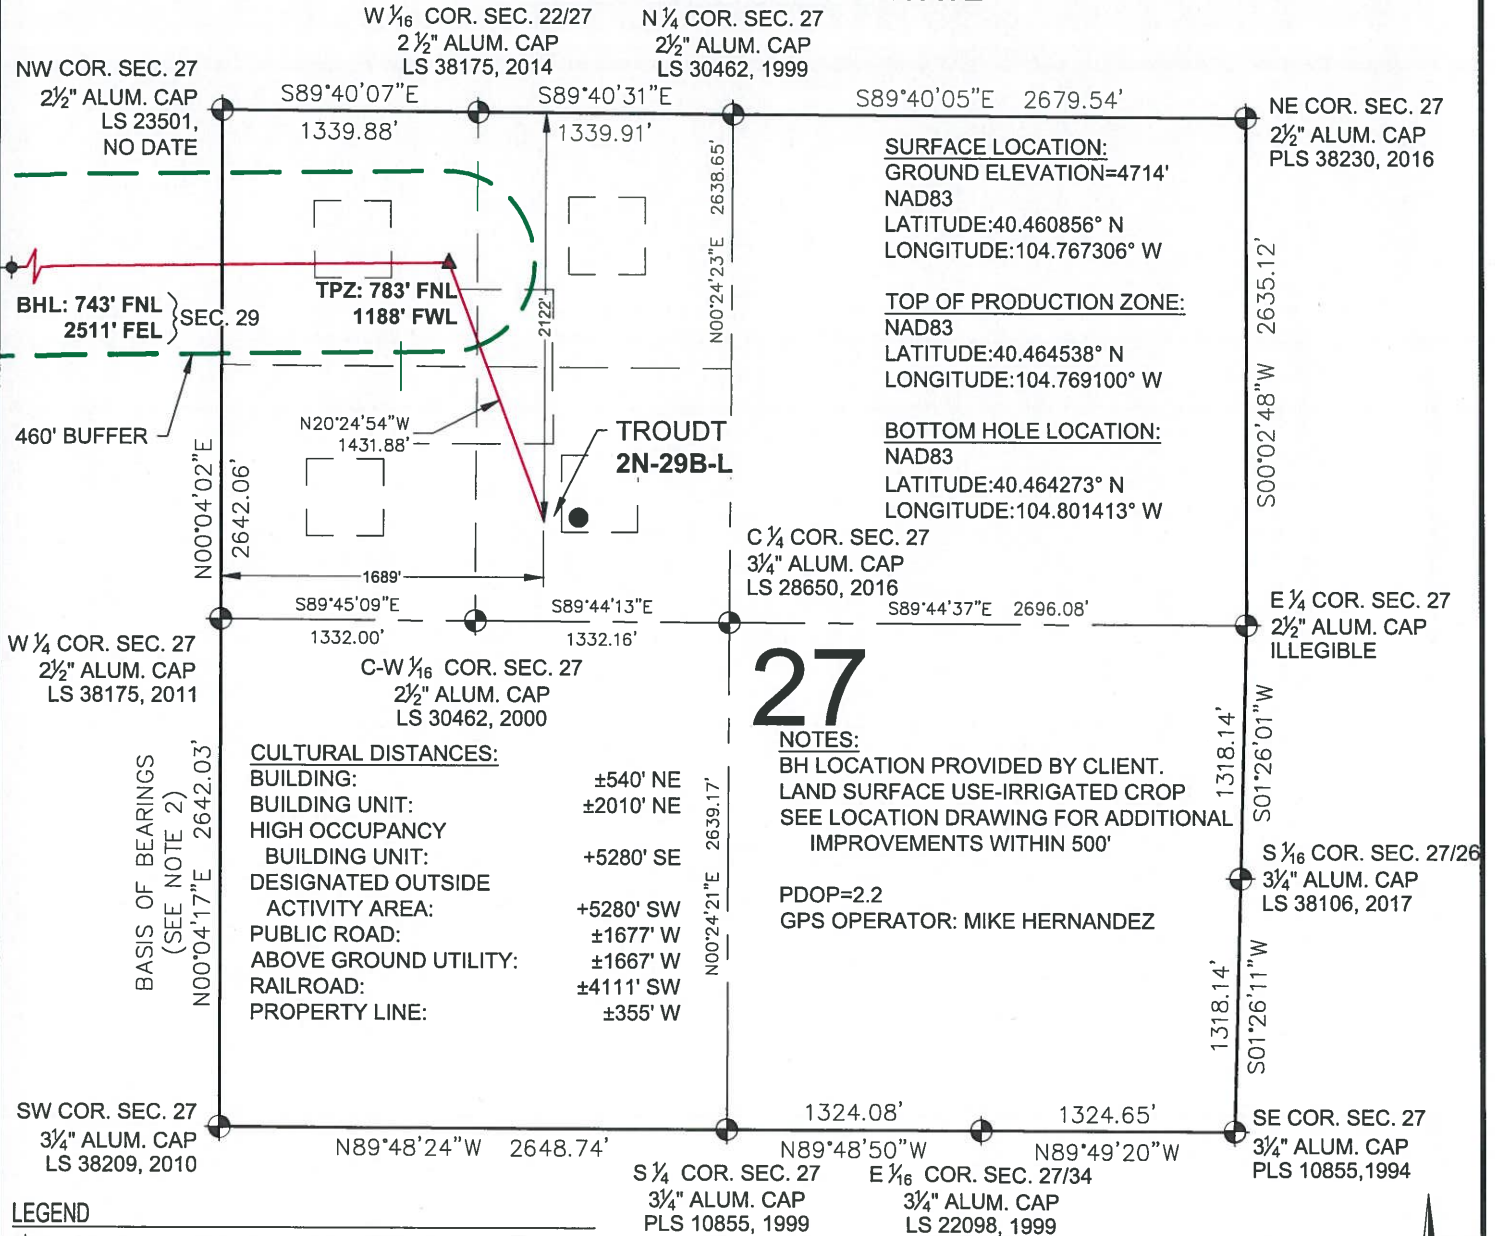 W 1/16 COR. SEC. 22/27
2 1/2" ALUM. CAP
LS 38175, 2014
N 1/4 COR. SEC. 27
2 1/2" ALUM. CAP
LS 30462, 1999
NW COR. SEC. 27
2 1/2" ALUM. CAP
LS 23501,
NO DATE
S89°40'07"E
1339.88'
S89°40'31"E
1339.91'
S89°40'05"E 2679.54'
NE COR. SEC. 27
2 1/2" ALUM. CAP
PLS 38230, 2016
SURFACE LOCATION:
GROUND ELEVATION=4714'
NAD83
LATITUDE:40.460856° N
LONGITUDE:104.767306° W
TOP OF PRODUCTION ZONE:
NAD83
LATITUDE:40.464538° N
LONGITUDE:104.769100° W
BOTTOM HOLE LOCATION:
NAD83
LATITUDE:40.464273° N
LONGITUDE:104.801413° W
N00°24'23"E 2638.65'
S00°02'48"W 2635.12'
BHL: 743' FNL
2511' FEL
SEC. 29
TPZ: 783' FNL
1188' FWL
2122'
460' BUFFER
N20°24'54"W
1431.88'
TROUDT
2N-29B-L
N00°04'02"E
2642.06'
1689'
C 1/4 COR. SEC. 27
3 1/4" ALUM. CAP
LS 28650, 2016
S89°45'09"E
1332.00'
S89°44'13"E
1332.16'
S89°44'37"E 2696.08'
E 1/4 COR. SEC. 27
2 1/2" ALUM. CAP
ILLEGIBLE
W 1/4 COR. SEC. 27
2 1/2" ALUM. CAP
LS 38175, 2011
C-W 1/16 COR. SEC. 27
2 1/2" ALUM. CAP
LS 30462, 2000
27
CULTURAL DISTANCES:
BUILDING: ±540' NE
BUILDING UNIT: ±2010' NE
HIGH OCCUPANCY
BUILDING UNIT: +5280' SE
DESIGNATED OUTSIDE
ACTIVITY AREA: +5280' SW
PUBLIC ROAD: ±1677' W
ABOVE GROUND UTILITY: ±1667' W
RAILROAD: ±4111' SW
PROPERTY LINE: ±355' W
NOTES:
BH LOCATION PROVIDED BY CLIENT.
LAND SURFACE USE-IRRIGATED CROP
SEE LOCATION DRAWING FOR ADDITIONAL
IMPROVEMENTS WITHIN 500'
PDOP=2.2
GPS OPERATOR: MIKE HERNANDEZ
BASIS OF BEARINGS
(SEE NOTE 2)
N00°04'17"E 2642.03'
N00°24'21"E 2639.17'
1318.14'
S01°26'01"W
S 1/16 COR. SEC. 27/26
3 1/4" ALUM. CAP
LS 38106, 2017
1318.14'
S01°26'11"W
SW COR. SEC. 27
3 1/4" ALUM. CAP
LS 38209, 2010
N89°48'24"W 2648.74'
1324.08'
N89°48'50"W
1324.65'
N89°49'20"W
SE COR. SEC. 27
3 1/4" ALUM. CAP
PLS 10855,1994
S 1/4 COR. SEC. 27
3 1/4" ALUM. CAP
PLS 10855, 1999
E 1/16 COR. SEC. 27/34
3 1/4" ALUM. CAP
LS 22098, 1999
LEGEND